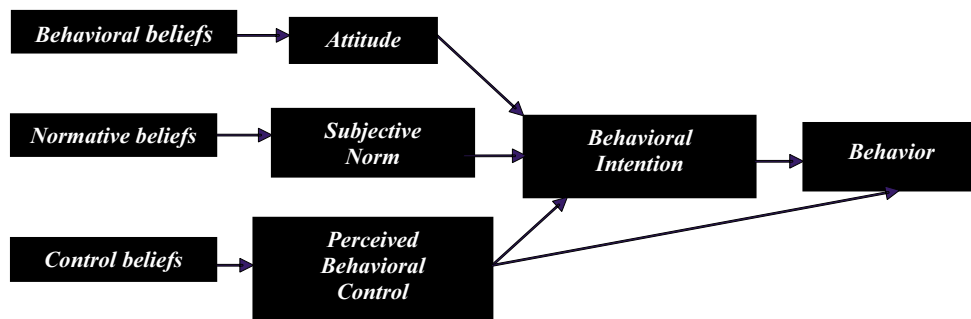 Behavioral beliefs
Attitude
Normative beliefs
Subjective
Norm
Behavioral
Intention
Behavior
Control beliefs
Perceived
Behavioral
Control